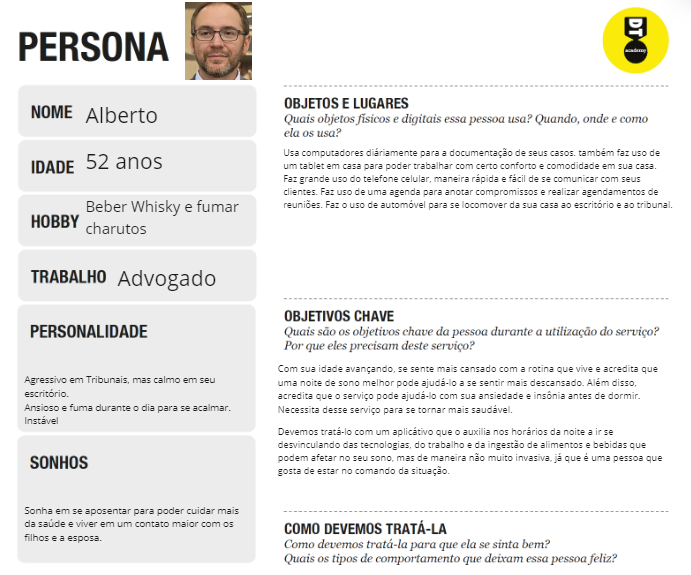 PERSONA
DT
academy
NOME Alberto
IDADE 52 anos
HOBBY Beber Whisky e fumar
charutos
TRABALHO Advogado
PERSONALIDADE
Agressivo em Tribunais, mas calmo em seu
escritório.
Ansioso e fuma durante o dia para se acalmar.
Instável
SONHOS
Sonha em se aposentar para poder cuidar mais
da saúde e viver em um contato maior com os
filhos e a esposa.
OBJETOS E LUGARES
Quais objetos físicos e digitais essa pessoa usa? Quando, onde e como
ela os usa?
Usa computadores diáriamente para a documentação de seus casos. também faz uso de
um tablet em casa para poder trabalhar com certo conforto e comodidade em sua casa.
Faz grande uso do telefone celular, maneira rápida e fácil de se comunicar com seus
clientes. Faz uso de uma agenda para anotar compromissos e realizar agendamentos de
reuniões. Faz o uso de automóvel para se locomover da sua casa ao escritório e ao tribunal.
OBJETIVOS CHAVE
Quais são os objetivos chave da pessoa durante a utilização do serviço?
Por que eles precisam deste serviço?
Com sua idade avançando, se sente mais cansado com a rotina que vive e acredita que
uma noite de sono melhor pode ajudá-lo a se sentir mais descansado. Além disso,
acredita que o serviço pode ajudá-lo com sua ansiedade e insônia antes de dormir.
Necessita desse serviço para se tornar mais saudável.
Devemos tratá-lo com um aplicátivo que o auxilia nos horários da noite a ir se
desvinculando das tecnologias, do trabalho e da ingestão de alimentos e bebidas que
podem afetar no seu sono, mas de maneira não muito invasiva, já que é uma pessoa que
gosta de estar no comando da situação.
COMO DEVEMOS TRATÁ-LA
Como devemos tratá-la para que ela se sinta bem?
Quais os tipos de comportamento que deixam essa pessoa feliz?